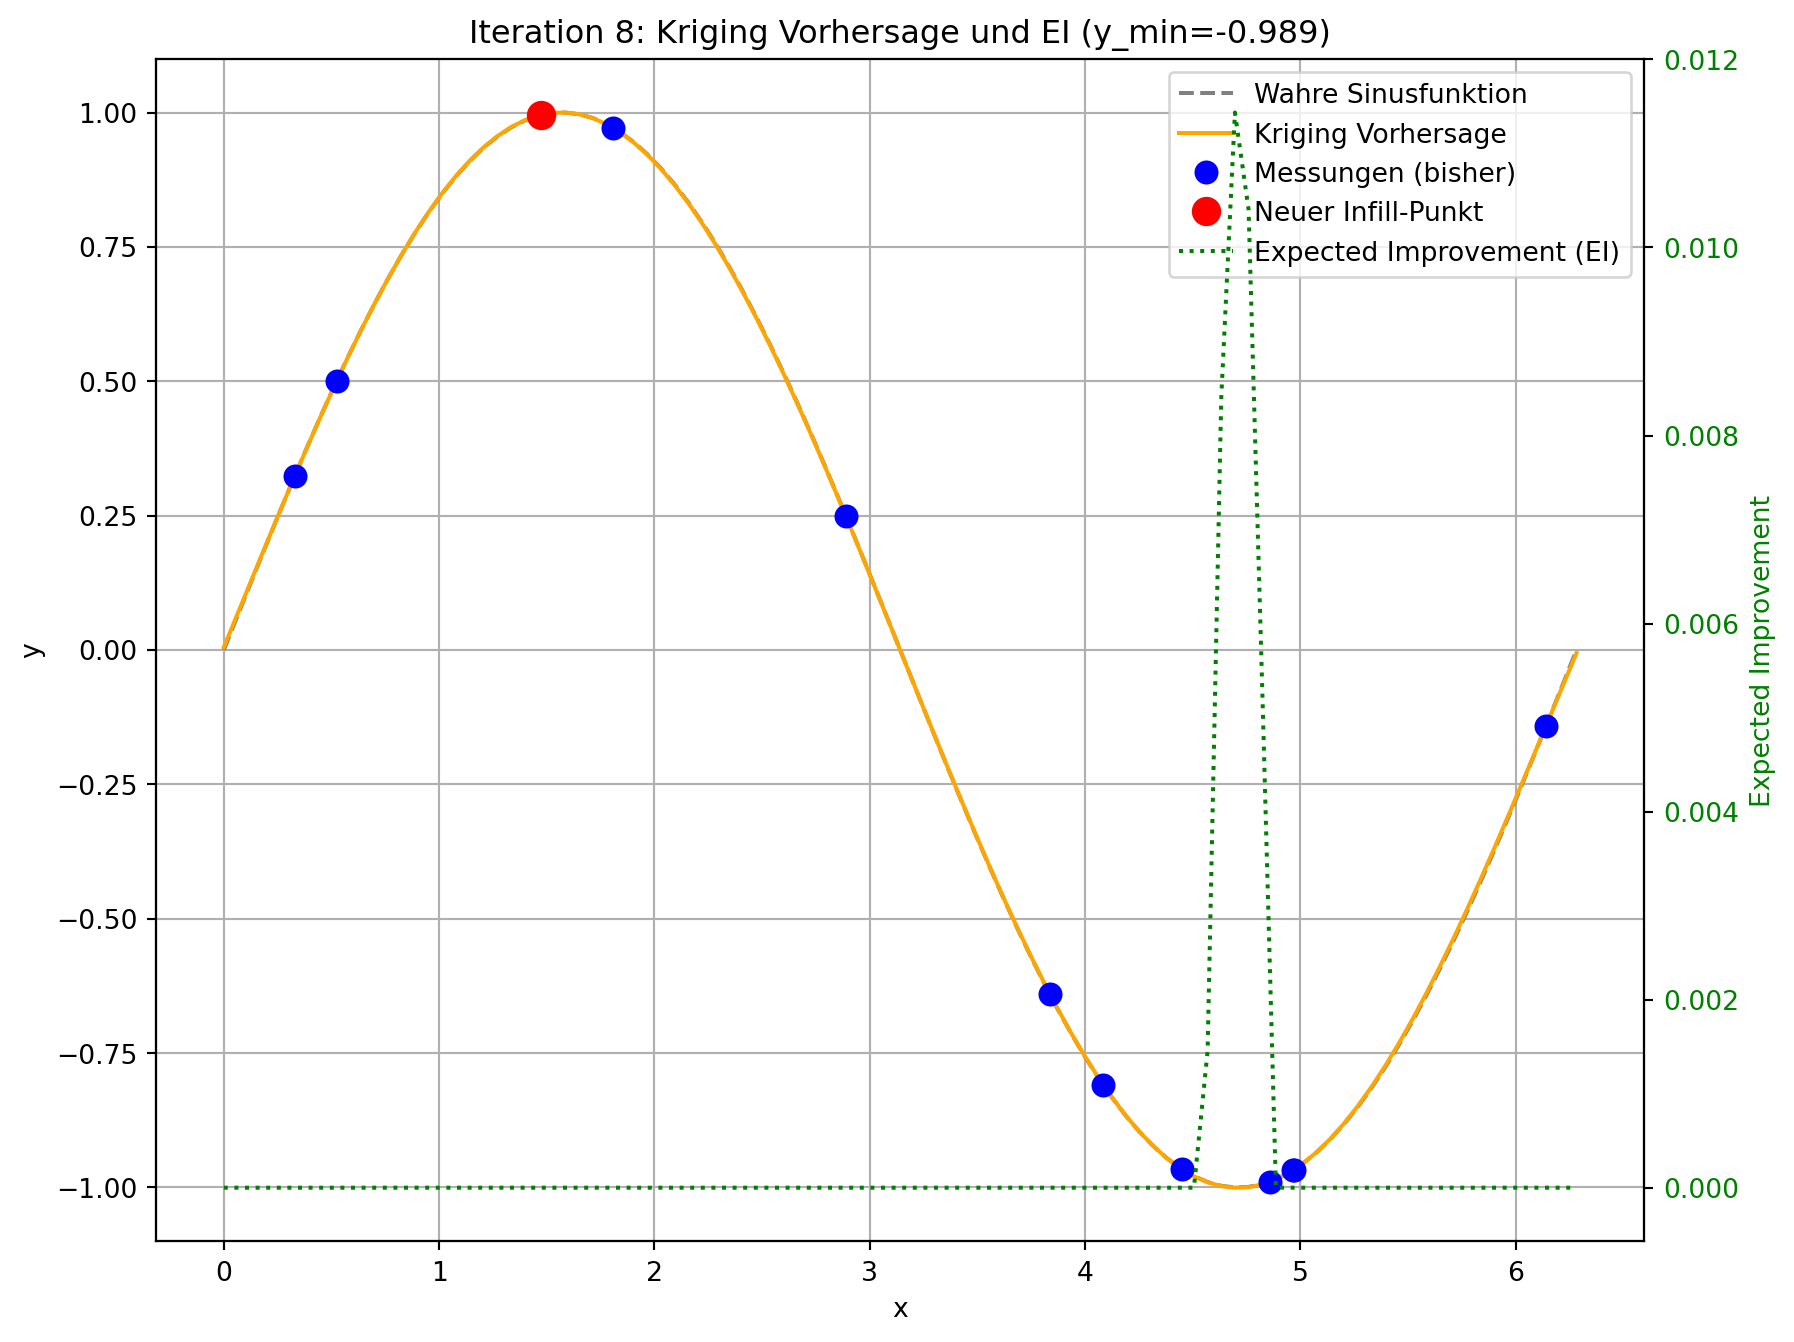 Iteration 8: Kriging Vorhersage und EI (y_min=-0.989)
Wahre Sinusfunktion
Kriging Vorhersage
Messungen (bisher)
Neuer Infill-Punkt
Expected Improvement (EI)
1.00
0.75
0.50
0.25
0.00
−0.25
−0.50
−0.75
−1.00
y
0.012
0.010
0.008
0.006
0.004
0.002
0.000
Expected Improvement
0 1 2 3 4 5 6
x